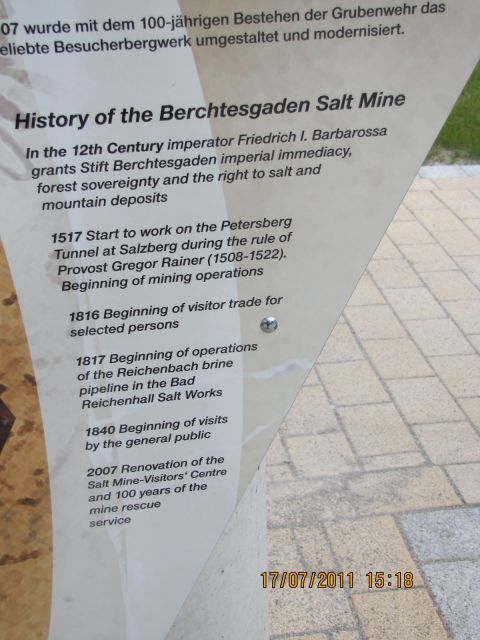 07 wurde mit dem 100-jährigen Bestehen der Grubenwehr das
eliebte Besucherbergwerk umgestaltet und modernisiert.
History of the Berchtesgaden Salt Mine
In the 12th Century imperator Friedrich I. Barbarossa
grants Stift Berchtesgaden imperial immediacy,
forest sovereignty and the right to salt and
mountain deposits
1517 Start to work on the Petersberg
Tunnel at Salzberg during the rule of
Provost Gregor Rainer (1508-1522).
Beginning of mining operations
1816 Beginning of visitor trade for
selected persons
1817 Beginning of operations
of the Reichenbach brine
pipeline in the Bad
Reichenhall Salt Works
1840 Beginning of visits
by the general public
2007 Renovation of the
Salt Mine-Visitors' Centre
and 100 years of the
mine rescue
service
17/07/2011 15:18